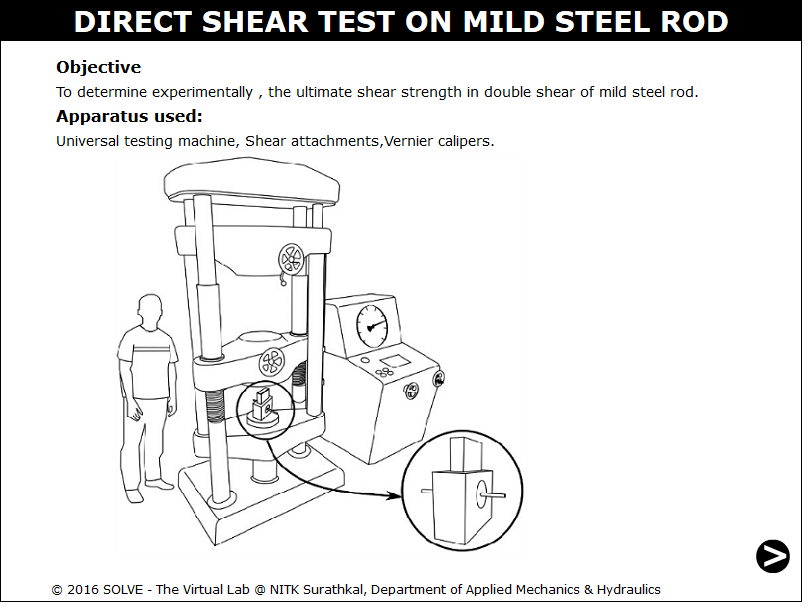 DIRECT SHEAR TEST ON MILD STEEL ROD
Objective
To determine experimentally , the ultimate shear strength in double shear of mild steel rod.
Apparatus used:
Universal testing machine, Shear attachments,Vernier calipers.
© 2016 SOLVE - The Virtual Lab @ NITK Surathkal, Department of Applied Mechanics & Hydraulics